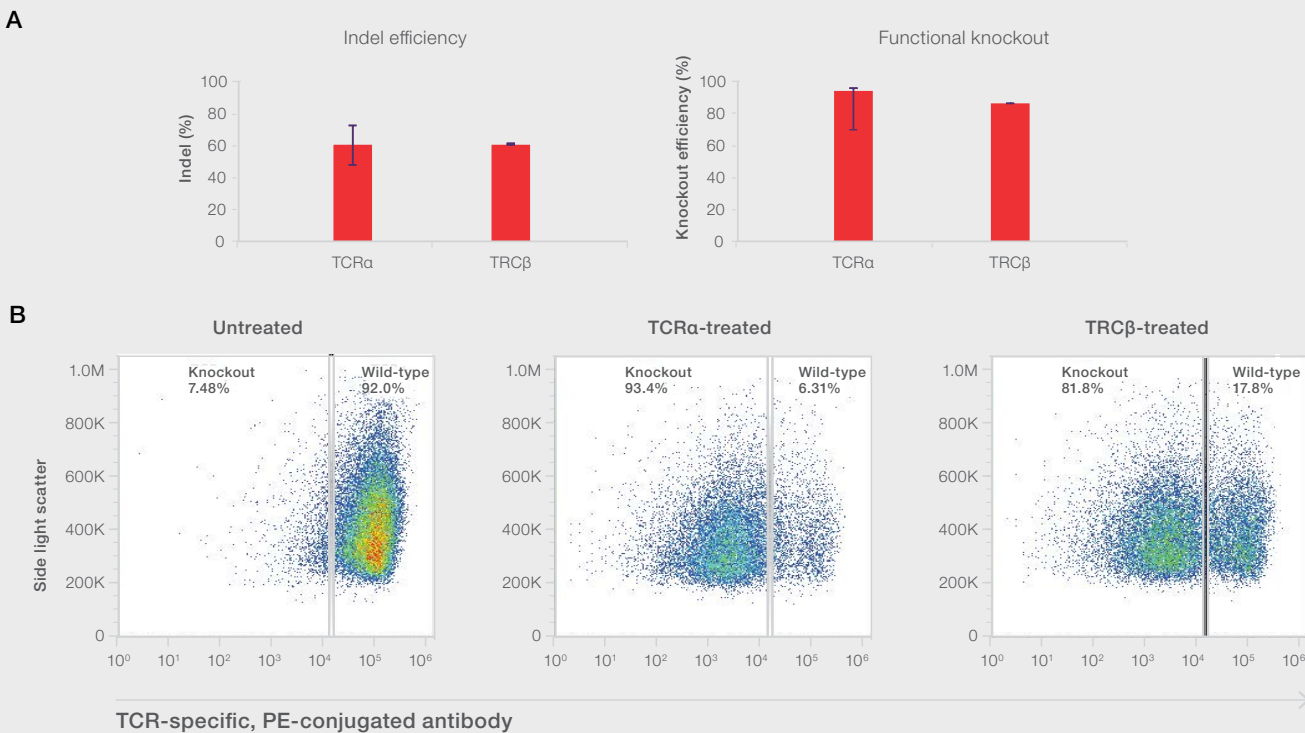 A
Indel efficiency
Indel (%)
100
80
60
40
20
0
TCRα
TRCβ
Functional knockout
Knockout efficiency (%)
100
80
60
40
20
0
TCRα
TRCβ
B
Side light scatter
Untreated
Knockout
7.48%
Wild-type
92.0%
1.0M
800K
600K
400K
200K
0
10⁰ 10¹ 10² 10³ 10⁴ 10⁵ 10⁶
TCRα-treated
Knockout
93.4%
Wild-type
6.31%
1.0M
800K
600K
400K
200K
0
10⁰ 10¹ 10² 10³ 10⁴ 10⁵ 10⁶
TRCβ-treated
Knockout
81.8%
Wild-type
17.8%
1.0M
800K
600K
400K
200K
0
10⁰ 10¹ 10² 10³ 10⁴ 10⁵ 10⁶
TCR-specific, PE-conjugated antibody